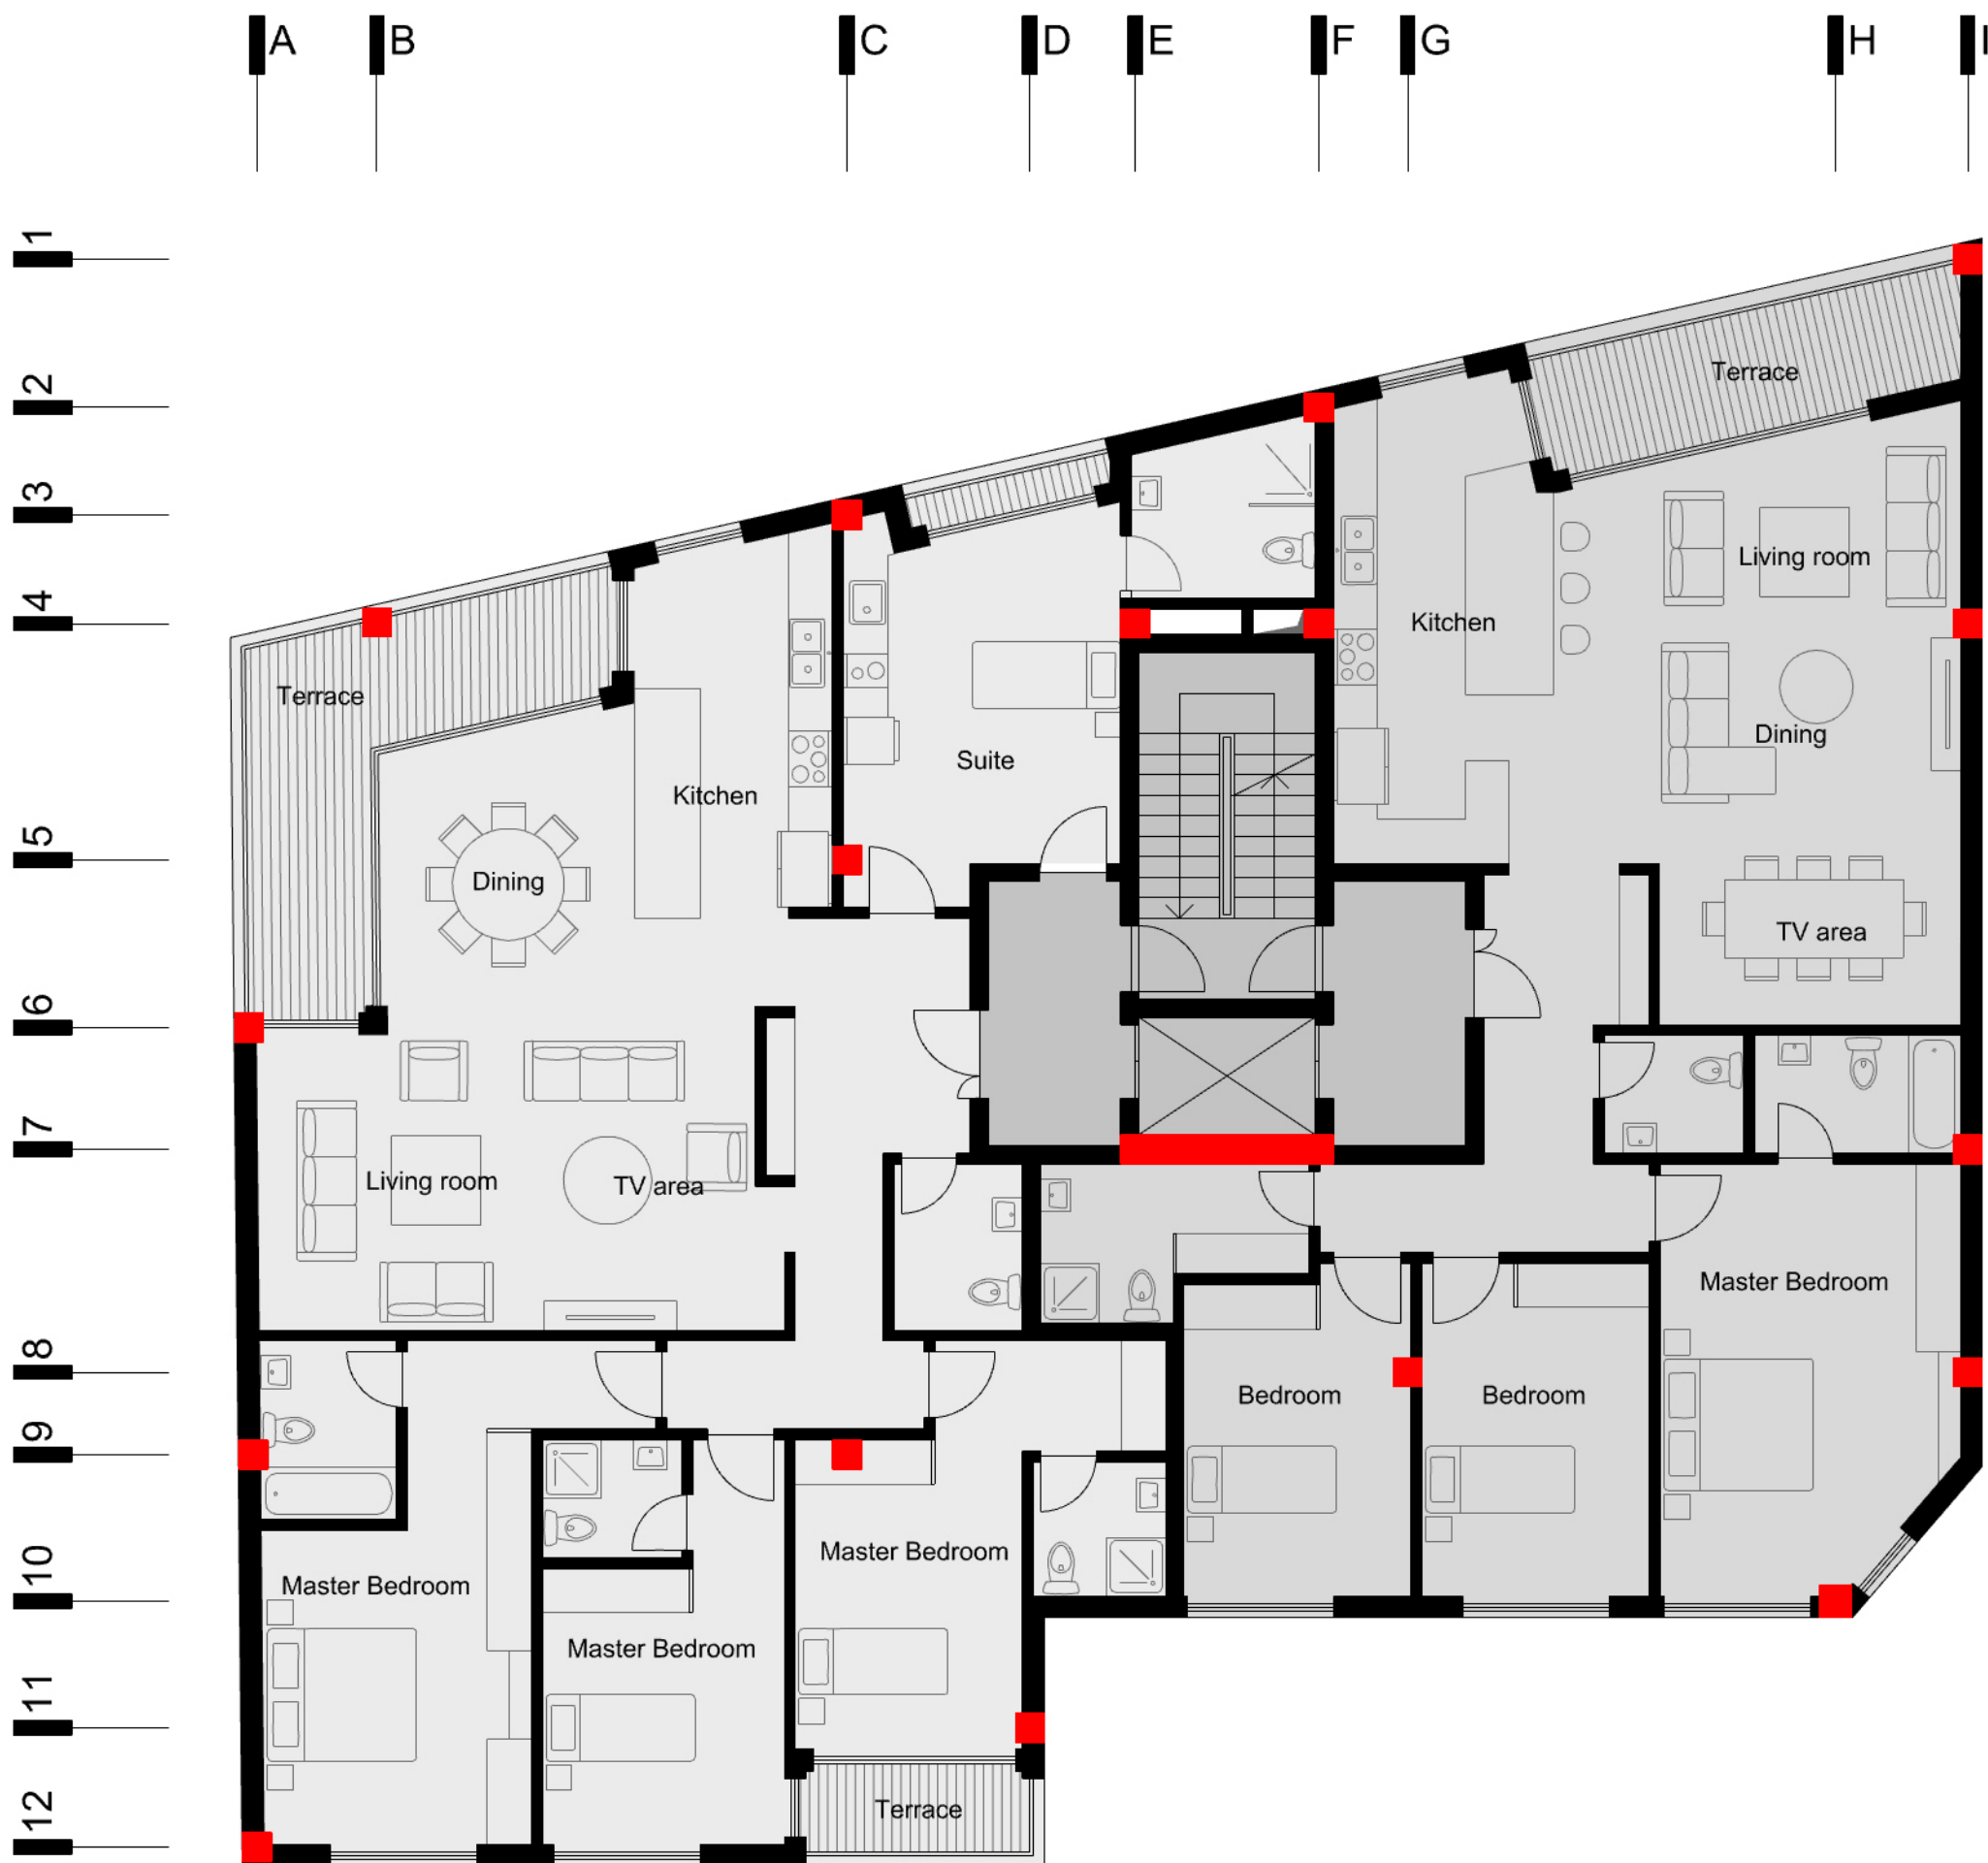 A B C D E F G H I
1
2
3
4
5
6
7
8
9
10
11
12
Terrace
Living room
Kitchen
Terrace
Dining
Suite
Kitchen
Dining
TV area
Living room
TV area
Master Bedroom
Bedroom
Bedroom
Master Bedroom
Master Bedroom
Master Bedroom
Terrace